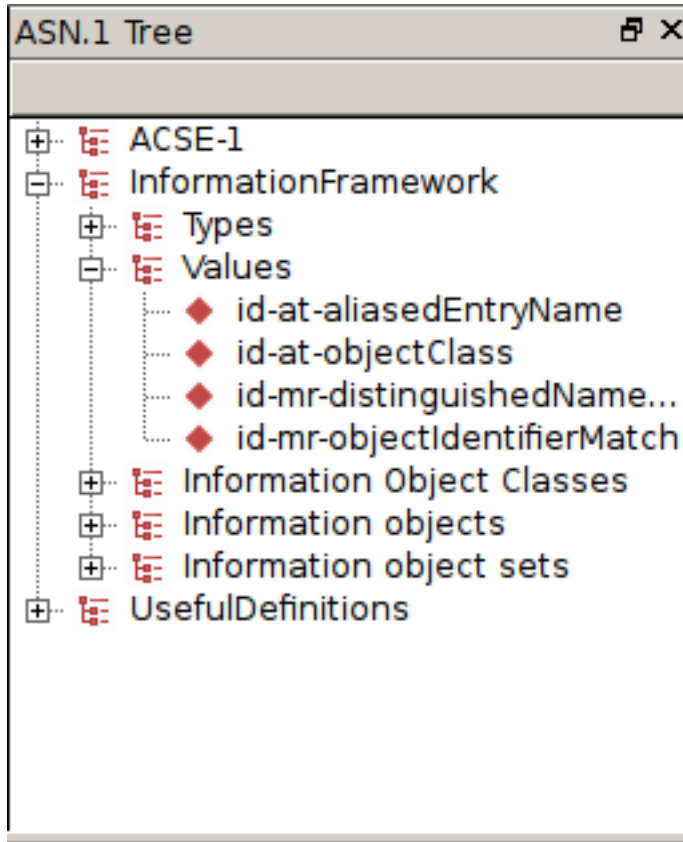 ASN.1 Tree
ACSE-1
InformationFramework
Types
Values
id-at-aliasedEntryName
id-at-objectClass
id-mr-distinguishedName...
id-mr-objectIdentifierMatch
Information Object Classes
Information objects
Information object sets
UsefulDefinitions